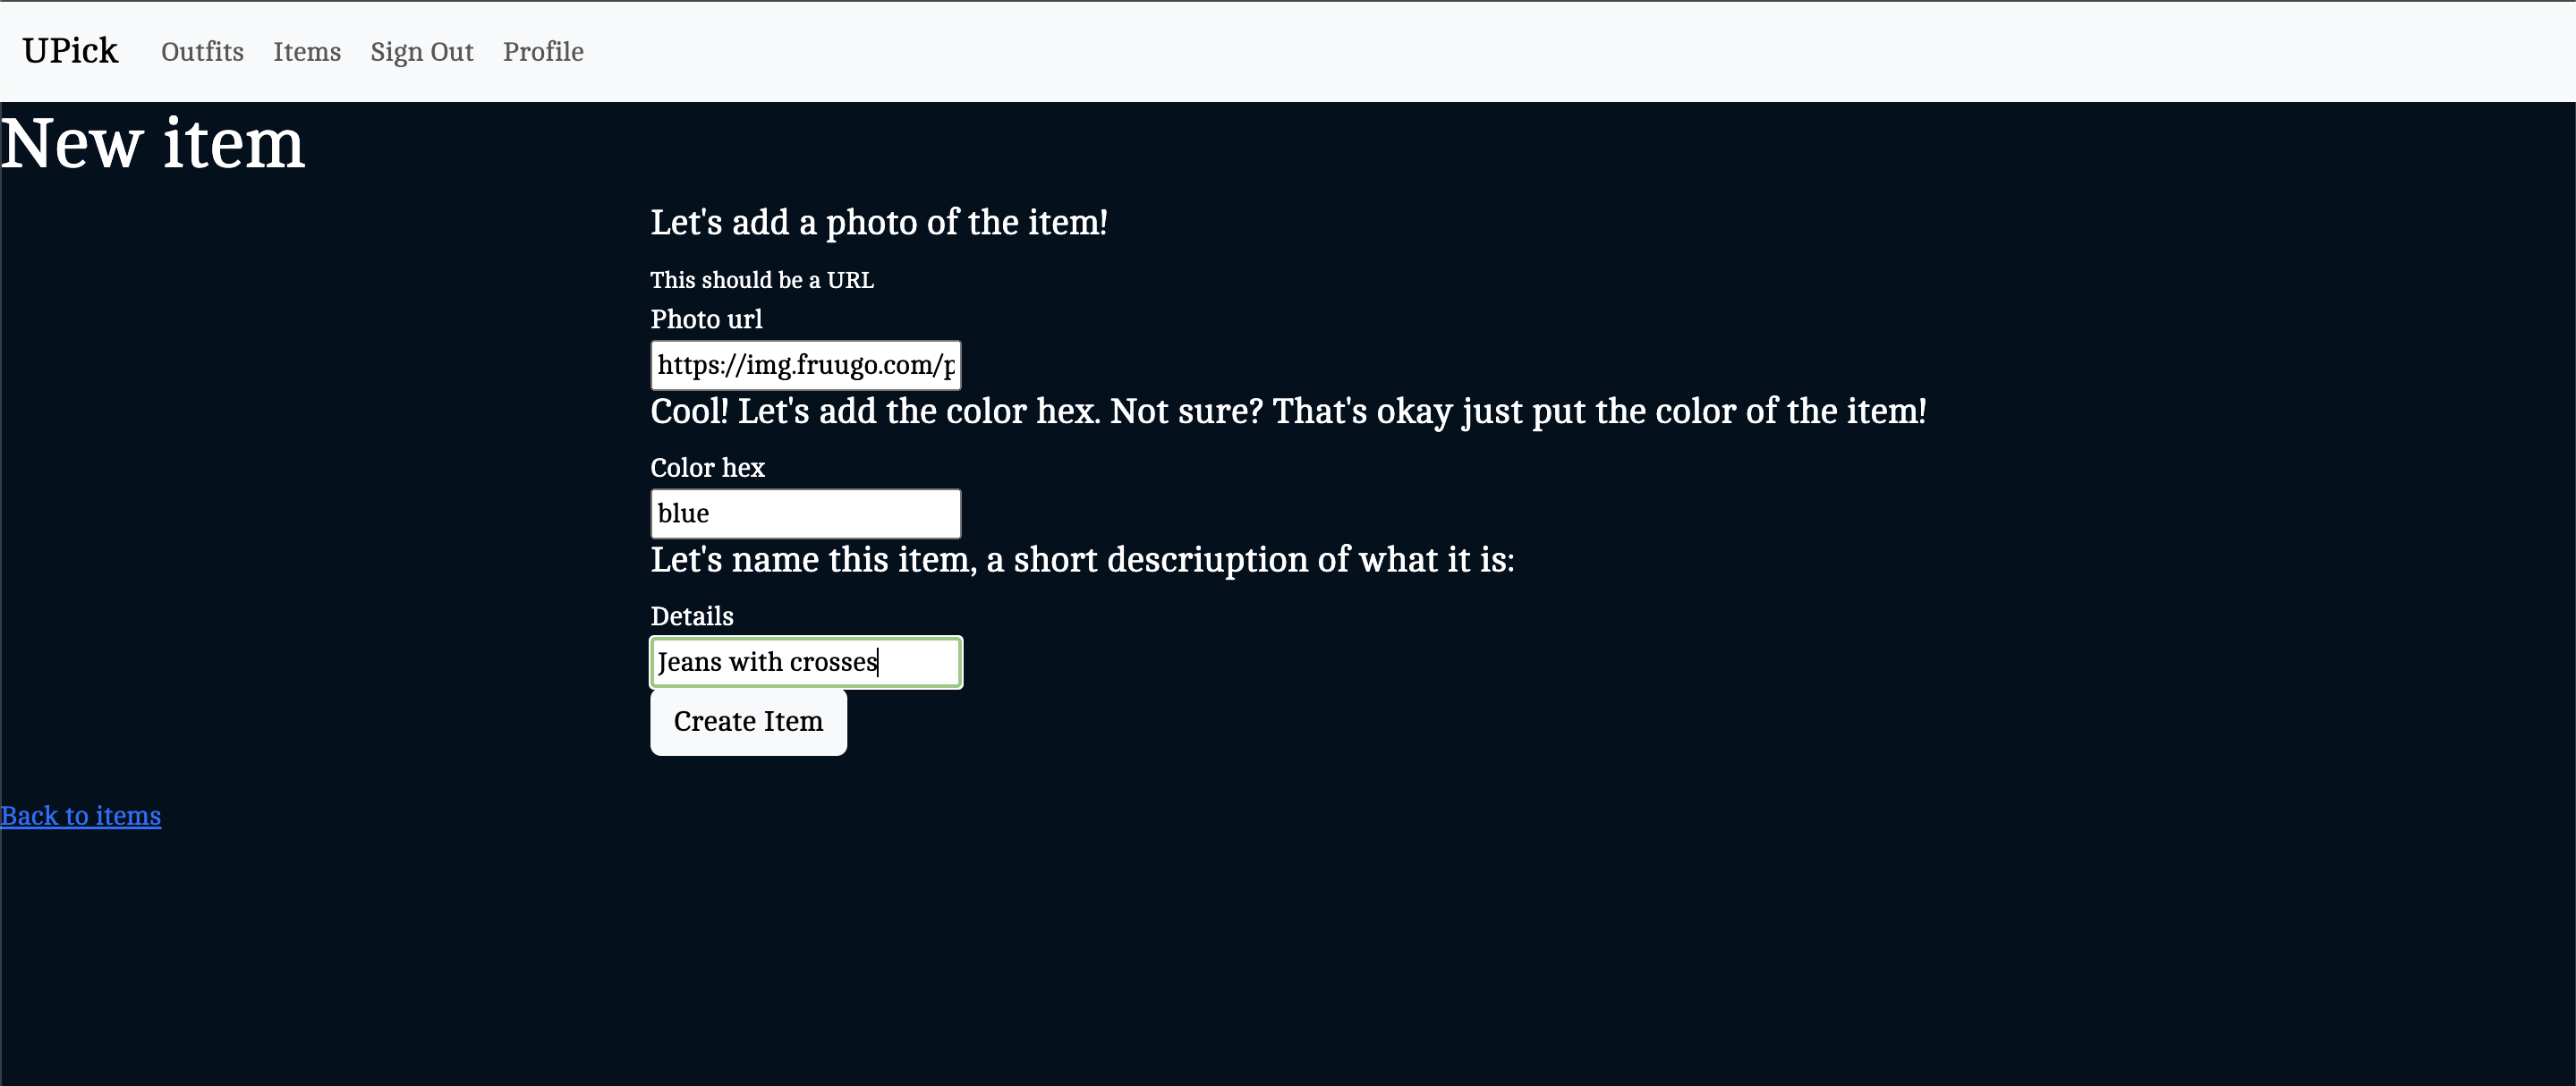 UPick Outfits Items Sign Out Profile
New item
Let's add a photo of the item!
This should be a URL
Photo url
https://img.fruugo.com/p
Cool! Let's add the color hex. Not sure? That's okay just put the color of the item!
Color hex
blue
Let's name this item, a short descriuption of what it is:
Details
Jeans with crosses
Create Item
Back to items